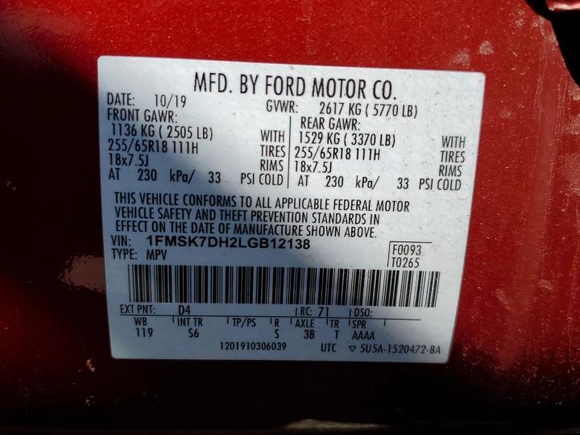 MFD. BY FORD MOTOR CO.
DATE: 10/19 GVWR: 2617 KG (5770 LB)
FRONT GAWR: REAR GAWR:
1136 KG (2505 LB) WITH 1529 KG (3370 LB) WITH
255/65R18 111H TIRES 255/65R18 111H TIRES
18x7.5J RIMS 18x7.5J RIMS
AT 230 kPa/ 33 PSI COLD AT 230 kPa/ 33 PSI COLD
THIS VEHICLE CONFORMS TO ALL APPLICABLE FEDERAL MOTOR
VEHICLE SAFETY AND THEFT PREVENTION STANDARDS IN
EFFECT ON THE DATE OF MANUFACTURE SHOWN ABOVE.
VIN: 1FMSK7DH2LGB12138 F0093
TYPE: MPV T0265
EXT PNT: D4 RC: 71 DSO:
WB INT TR TP/PS R AXLE TR SPR
119 S6 S 3B T AAAA
1201910306039 UTC 5U5A-1520472-BA